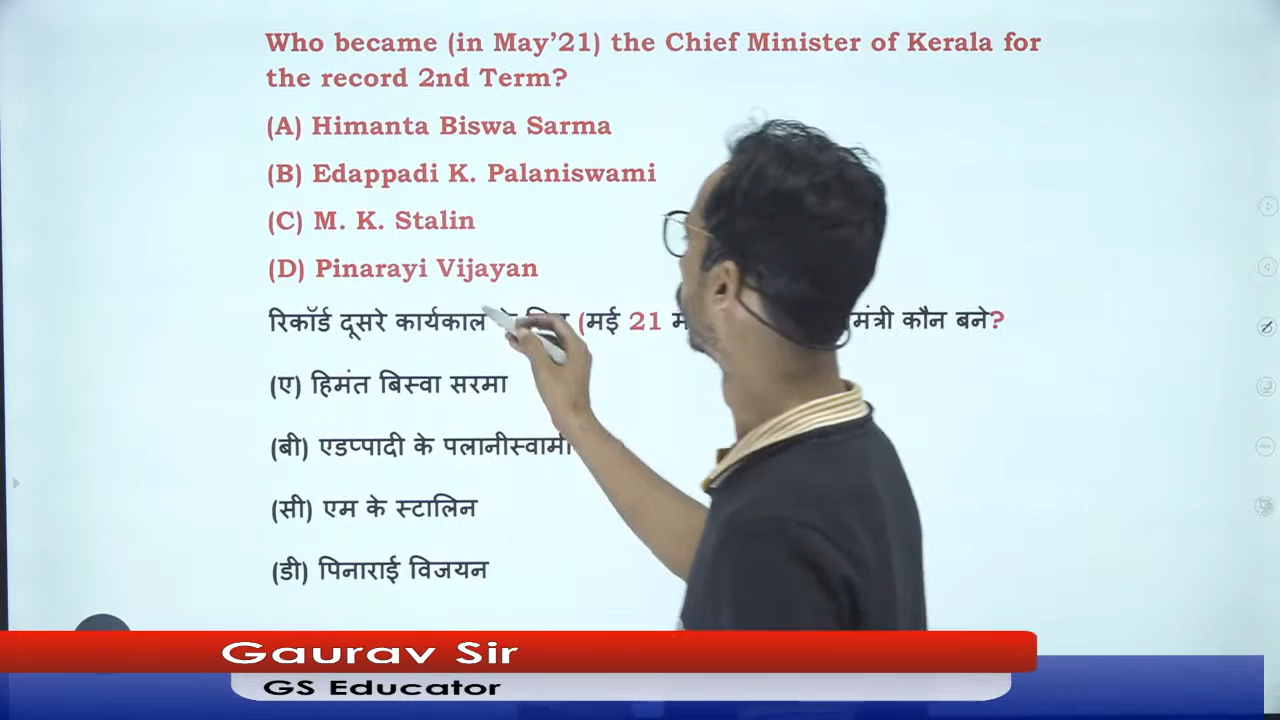 Who became (in May’21) the Chief Minister of Kerala for
the record 2nd Term?
(A) Himanta Biswa Sarma
(B) Edappadi K. Palaniswami
(C) M. K. Stalin
(D) Pinarayi Vijayan
रिकॉर्ड दूसरे कार्यकाल (मई 21 कौन बने?
(ए) हिमंत बिस्वा सरमा
(बी) एडप्पादी के पलानीस्वामी
(सी) एम के स्टालिन
(डी) पिनाराई विजयन
Gaurav Sir
GS Educator